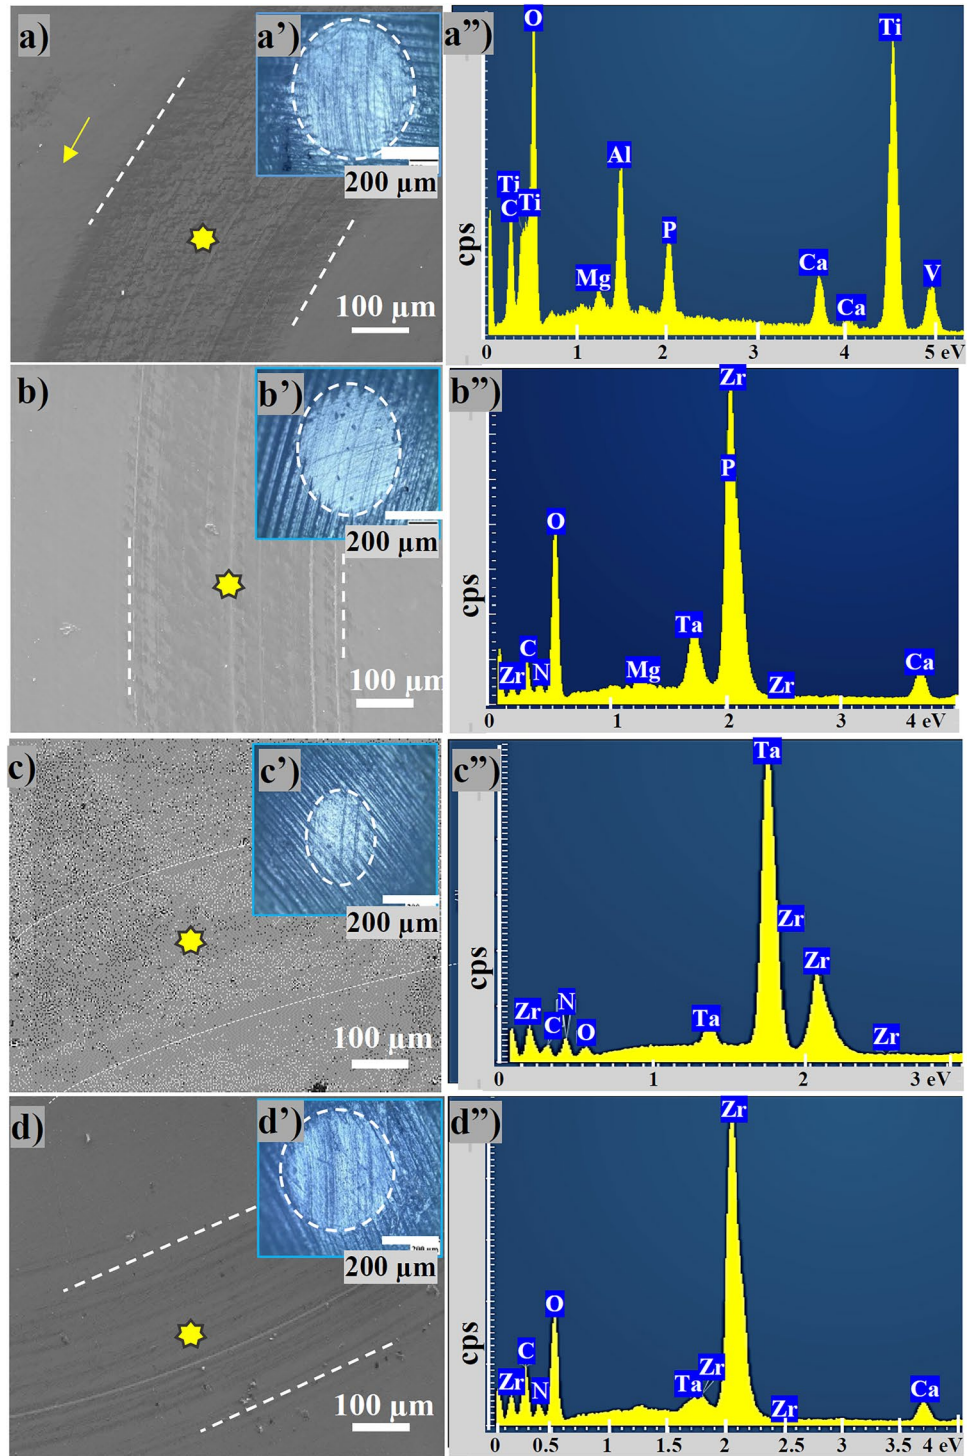 a)
a’)
200 µm
100 µm
a”)
O
Ti
Al
Ti
C
Ti
P
Mg
Ca
Ca
V
cps
0 1 2 3 4 5 eV
b)
b’)
200 µm
100 µm
b”)
Zr
P
O
Ta
C
Zr
N
Mg
Zr
Ca
cps
0 1 2 3 4 eV
c)
c’)
200 µm
100 µm
c”)
Ta
Zr
Zr
N
Zr
C
O
Ta
Zr
cps
0 1 2 3 eV
d)
d’)
200 µm
200 µm
100 µm
d”)
Zr
O
C
Zr
N
Zr
Ta
Zr
Ca
cps
0 0.5 1 1.5 2 2.5 3 3.5 4 eV